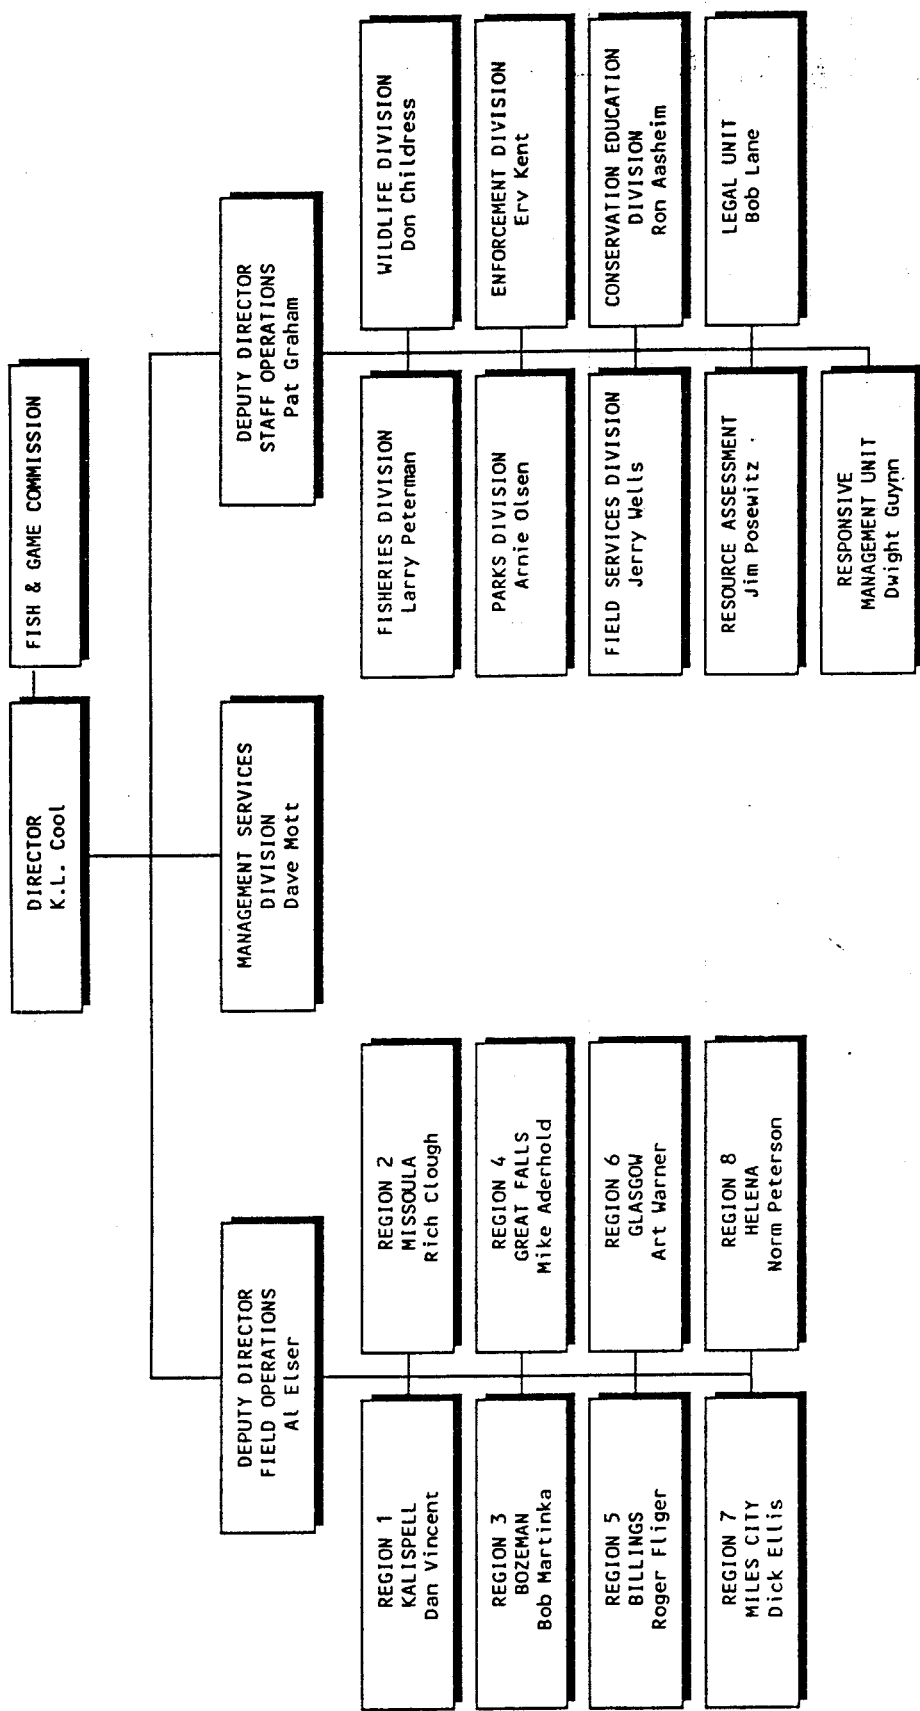 DIRECTOR
K.L. Cool
FISH & GAME COMMISSION
DEPUTY DIRECTOR
FIELD OPERATIONS
Al Elser
MANAGEMENT SERVICES
DIVISION
Dave Mott
DEPUTY DIRECTOR
STAFF OPERATIONS
Pat Graham
REGION 1
KALISPELL
Dan Vincent
REGION 2
MISSOULA
Rich Clough
REGION 3
BOZEMAN
Bob Martinka
REGION 4
GREAT FALLS
Mike Aderhold
REGION 5
BILLINGS
Roger Fliger
REGION 6
GLASGOW
Art Warner
REGION 7
MILES CITY
Dick Ellis
REGION 8
HELENA
Norm Peterson
FISHERIES DIVISION
Larry Peterman
WILDLIFE DIVISION
Don Childress
PARKS DIVISION
Arnie Olsen
ENFORCEMENT DIVISION
Erv Kent
FIELD SERVICES DIVISION
Jerry Wells
CONSERVATION EDUCATION
DIVISION
Ron Aasheim
RESOURCE ASSESSMENT
Jim Posewitz
LEGAL UNIT
Bob Lane
RESPONSIVE
MANAGEMENT UNIT
Dwight Guynn